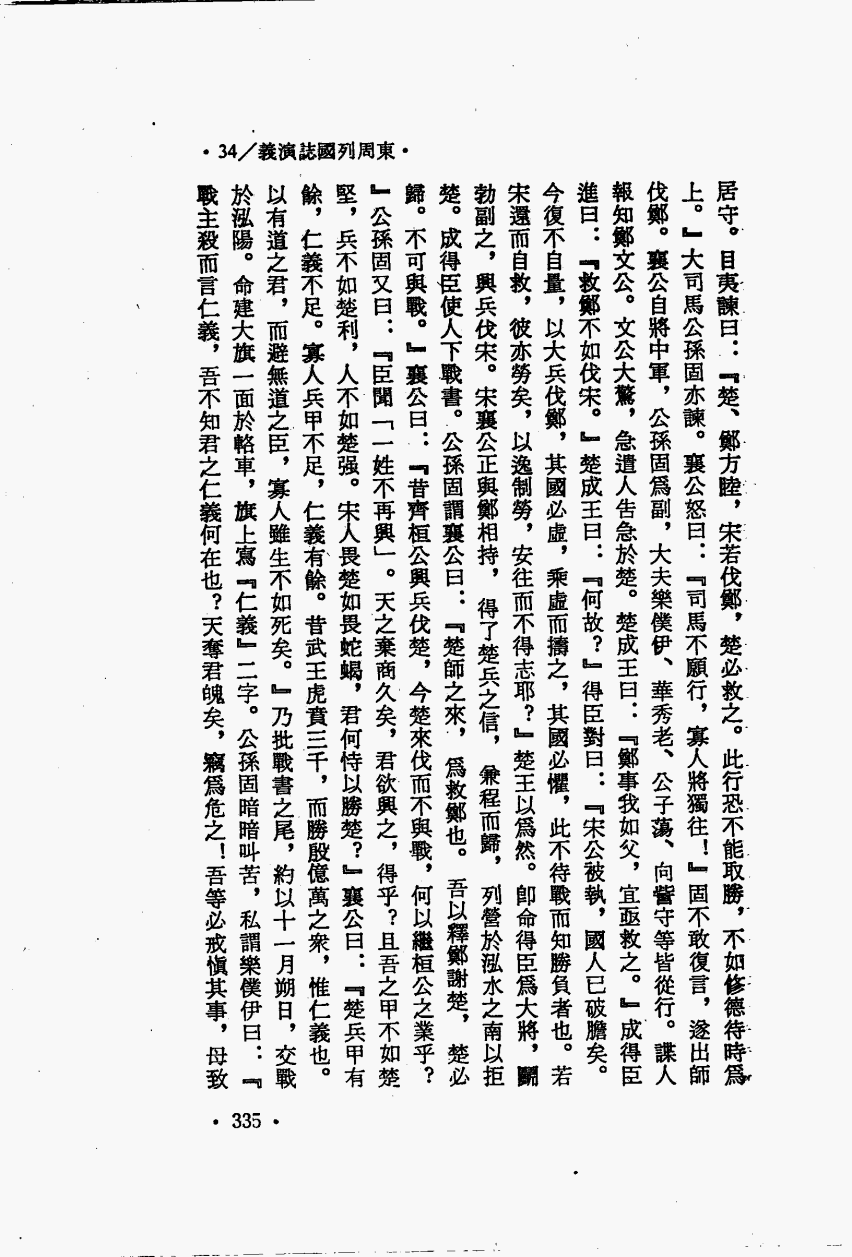 ·東周列國誌演義/34·
居守。目夷諫曰：『楚、鄭方睦，宋若伐鄭，楚必救之。此行恐不能取勝，不如修德待時爲
上。』大司馬公孫固亦諫。襄公怒曰：『司馬不願行，寡人將獨往！』固不敢復言，遂出師
伐鄭。襄公自將中軍，公孫固爲副，大夫樂僕伊、華秀老、公子蕩、向訾守等皆從行。諜人
報知鄭文公。文公大驚，急遣人告急於楚。楚成王曰：『鄭事我如父，宜亟救之。』成得臣
進曰：『救鄭不如伐宋。』楚成王曰：『何故？』得臣對曰：『宋公被執，國人已破膽矣。
今復不自量，以大兵伐鄭，其國必虛，乘虛而擣之，其國必懼，此不待戰而知勝負者也。若
宋還而自救，彼亦勞矣，以逸制勞，安往而不得志耶？』楚王以爲然。卽命得臣爲大將，鬭
勃副之，興兵伐宋。宋襄公正與鄭相持，得了楚兵之信，兼程而歸，列營於泓水之南以拒
楚。成得臣使人下戰書。公孫固謂襄公曰：『楚師之來，爲救鄭也。吾以釋鄭謝楚，楚必
歸。不可與戰。』襄公曰：『昔齊桓公興兵伐楚，今楚來伐而不與戰，何以繼桓公之業乎？
』公孫固又曰：『臣聞「一姓不再興」。天之棄商久矣，君欲興之，得乎？且吾之甲不如楚
堅，兵不如楚利，人不如楚强。宋人畏楚如畏蛇蝎，君何恃以勝楚？』襄公曰：『楚兵甲有
餘，仁義不足。寡人兵甲不足，仁義有餘。昔武王虎賁三千，而勝殷億萬之衆，惟仁義也。
以有道之君，而避無道之臣，寡人雖生不如死矣。』乃批戰書之尾，約以十一月朔日，交戰
於泓陽。命建大旗一面於輅車，旗上寫『仁義』二字。公孫固暗暗叫苦，私謂樂僕伊曰：『
戰主殺而言仁義，吾不知君之仁義何在也？天奪君魄矣，竊爲危之！吾等必戒愼其事，毋致
·335·